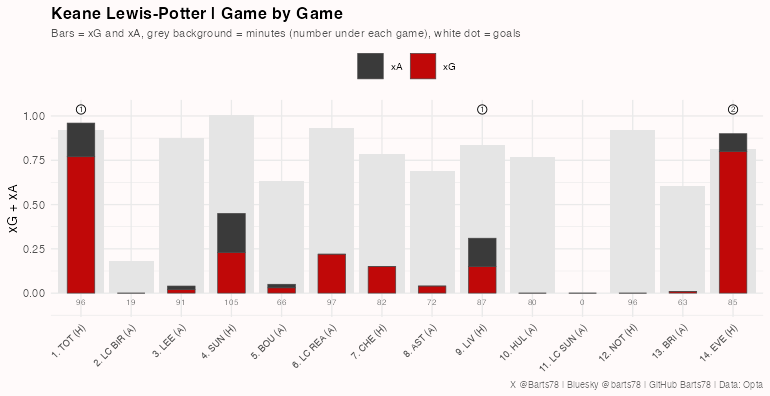 Keane Lewis-Potter | Game by Game
Bars = xG and xA, grey background = minutes (number under each game), white dot = goals
xA xG
1 1 2
1.00
0.75
0.50
0.25
0.00
xG + xA
96 19 91 105 66 97 82 72 87 80 0 96 63 85
1. TOT (H)
2. LC BIR (A)
3. LEE (A)
4. SUN (H)
5. BOU (A)
6. LC REA (A)
7. CHE (H)
8. AST (A)
9. LIV (H)
10. HUL (A)
11. LC SUN (A)
12. NOT (H)
13. BRI (A)
14. EVE (H)
X @Barts78 | Bluesky @barts78 | GitHub Barts78 | Data: Opta